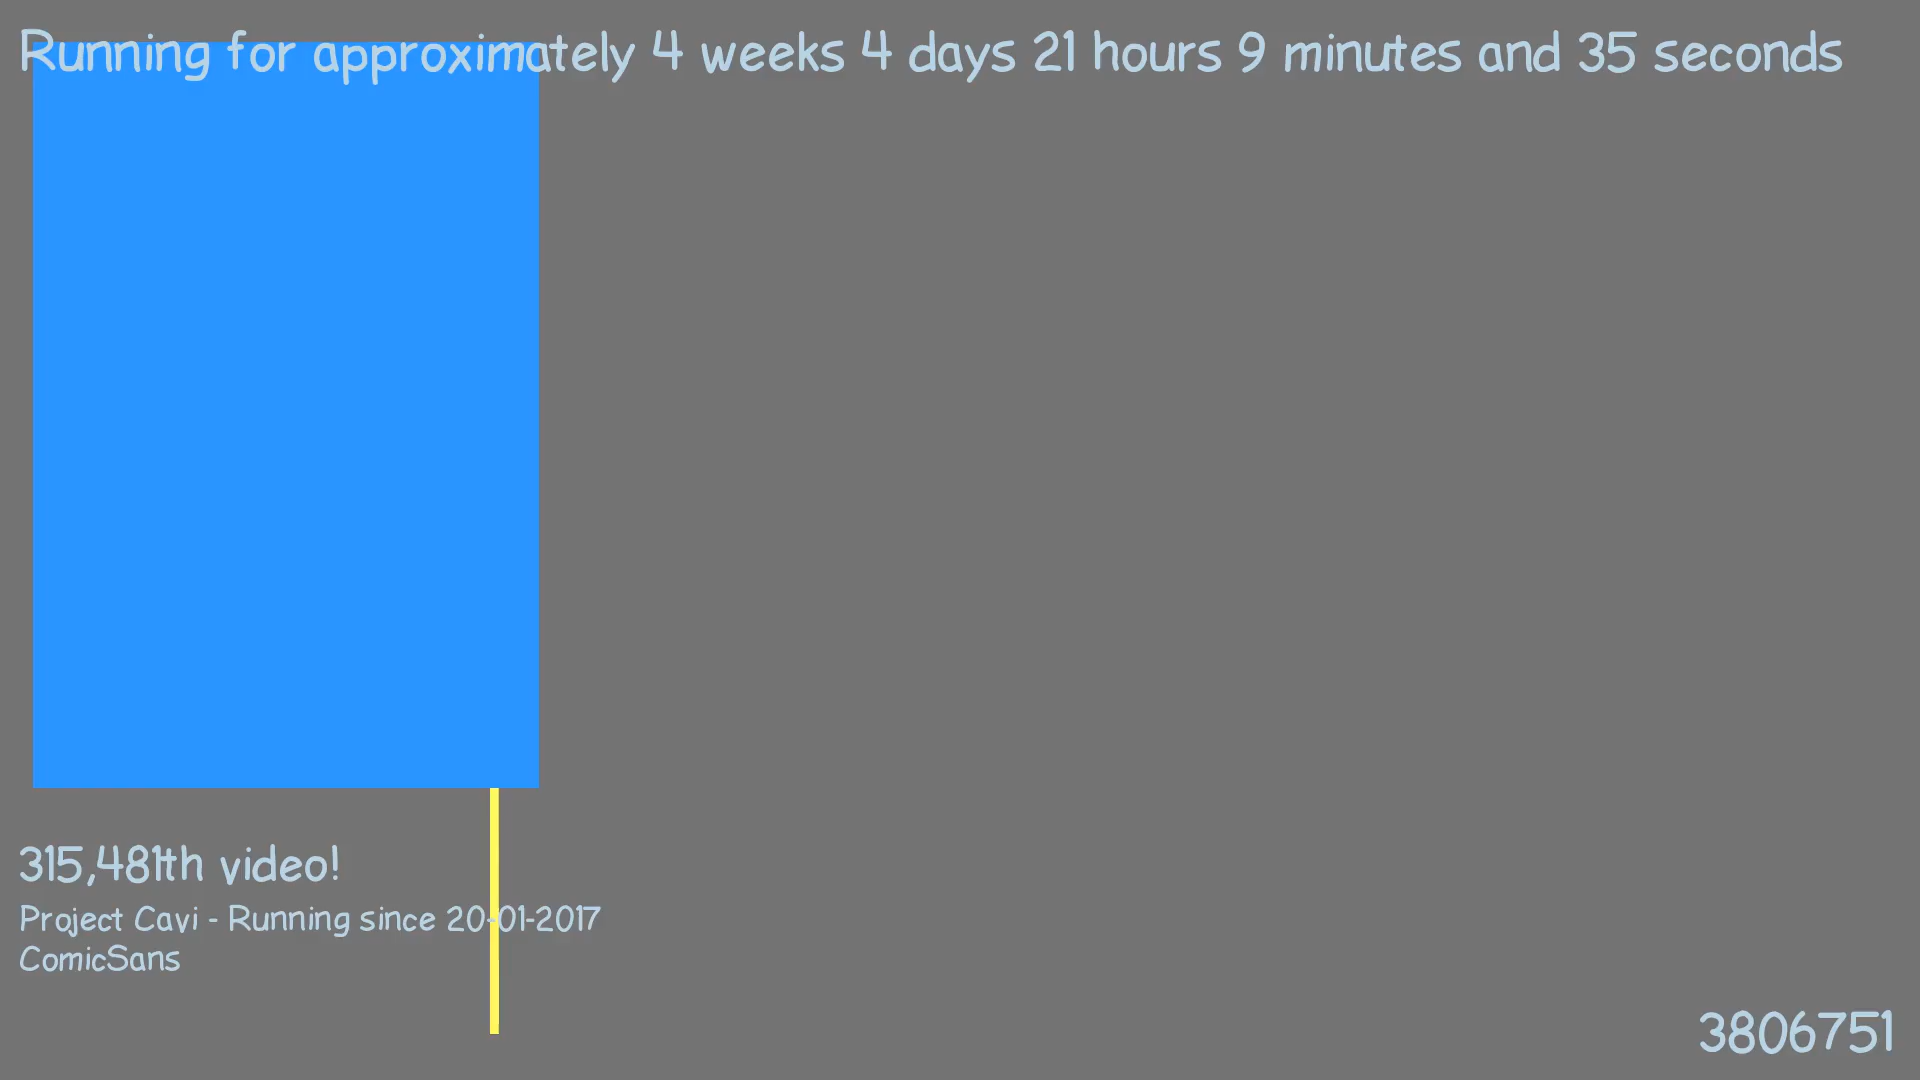 Running for approximately 4 weeks 4 days 21 hours 9 minutes and 35 seconds
315,481th video!
Project Cavi - Running since 20-01-2017
ComicSans
3806751